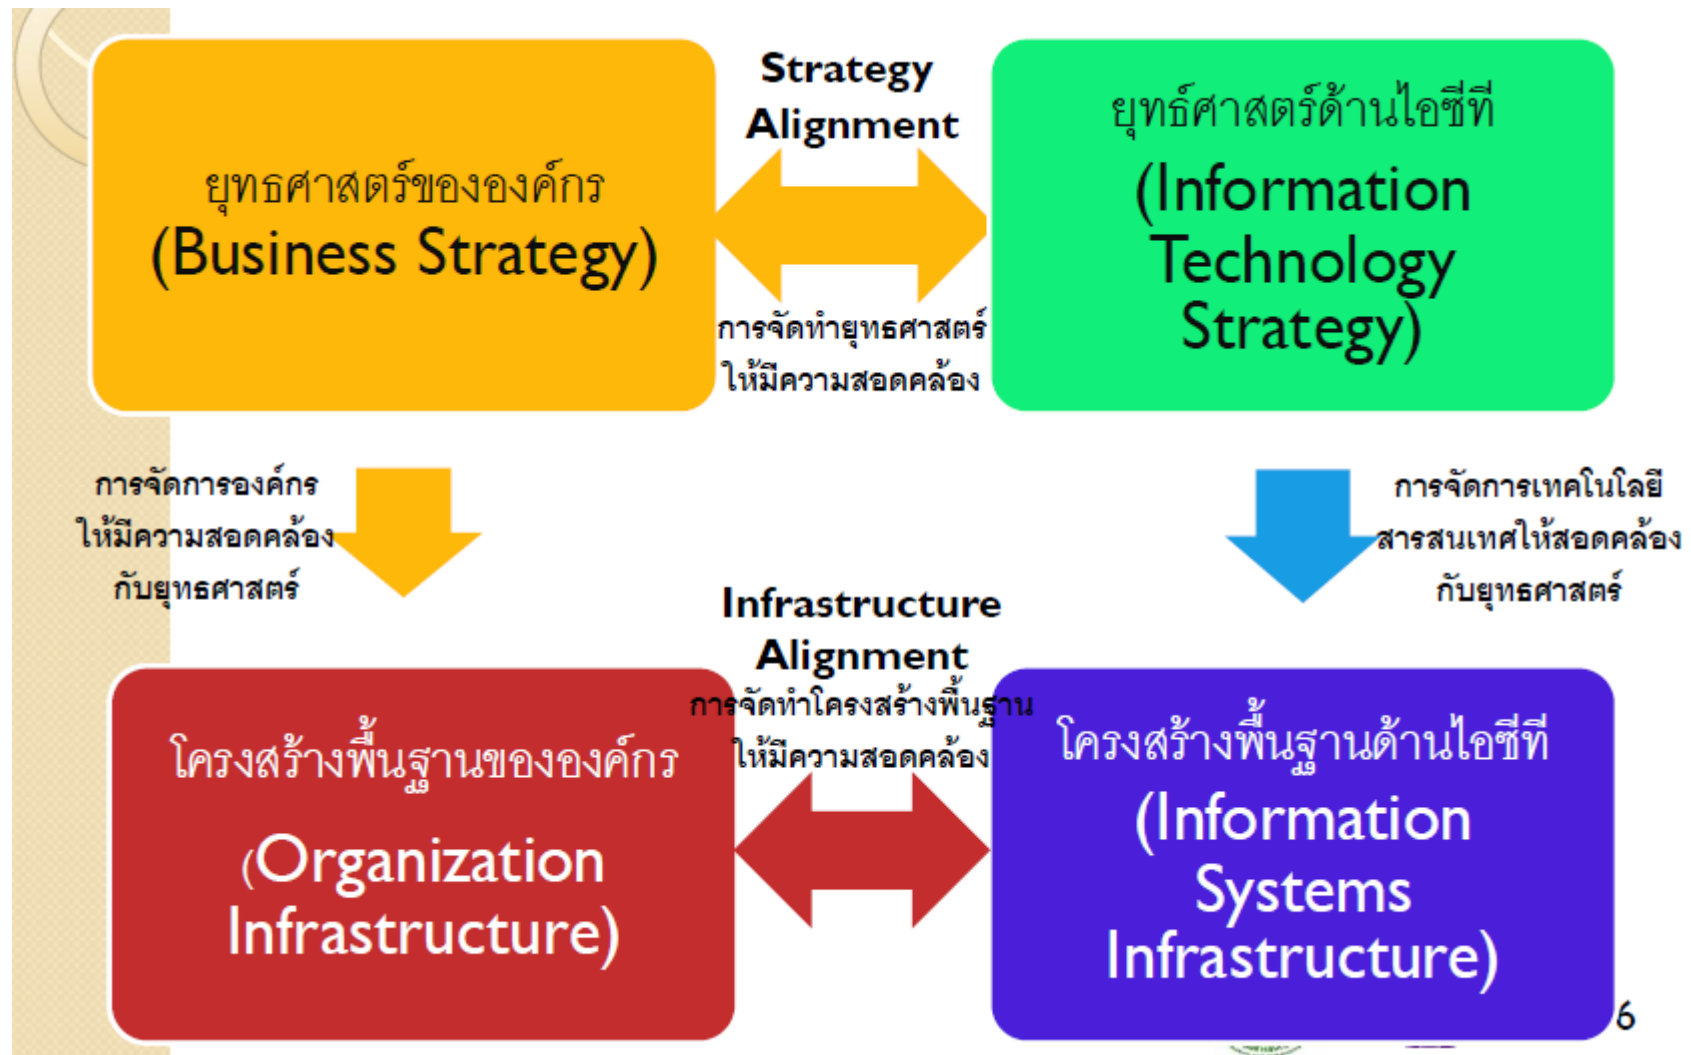 ยุทธศาสตร์ขององค์กร
(Business Strategy)
Strategy
Alignment
การจัดทำยุทธศาสตร์
ให้มีความสอดคล้อง
ยุทธ์ศาสตร์ด้านไอซีที
(Information
Technology
Strategy)
การจัดการองค์กร
ให้มีความสอดคล้อง
กับยุทธศาสตร์
การจัดการเทคโนโลยี
สารสนเทศให้สอดคล้อง
กับยุทธศาสตร์
Infrastructure
Alignment
การจัดทำโครงสร้างพื้นฐาน
ให้มีความสอดคล้อง
โครงสร้างพื้นฐานขององค์กร
(Organization
Infrastructure)
โครงสร้างพื้นฐานด้านไอซีที
(Information
Systems
Infrastructure)
6